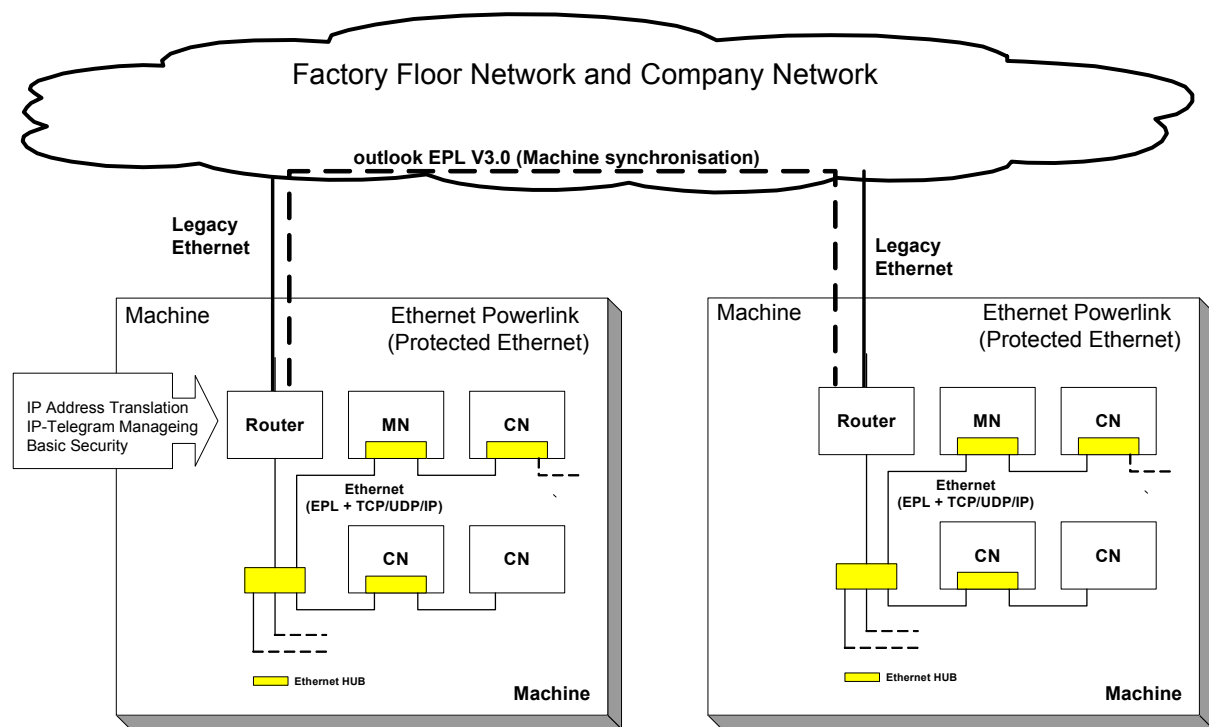 Factory Floor Network and Company Network
outlook EPL V3.0 (Machine synchronisation)
Legacy
Ethernet
Legacy
Ethernet
Machine
Ethernet Powerlink
(Protected Ethernet)
IP Address Translation
IP-Telegram Manageing
Basic Security
Router
MN
CN
Ethernet
(EPL + TCP/UDP/IP)
CN
CN
Ethernet HUB
Machine
Machine
Ethernet Powerlink
(Protected Ethernet)
Router
MN
CN
Ethernet
(EPL + TCP/UDP/IP)
CN
CN
Ethernet HUB
Machine